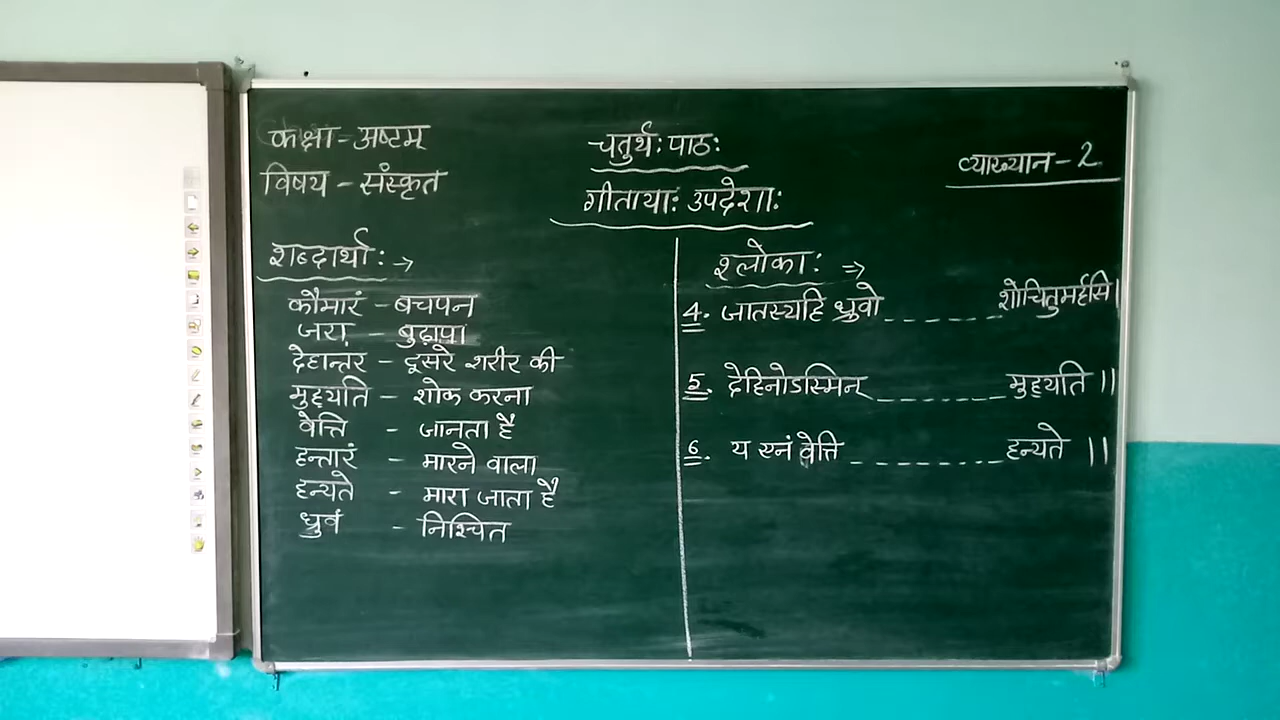 कक्षा - अष्टम
विषय - संस्कृत
चतुर्थ: पाठ:
गीताया: उपदेशा:
व्याख्यान - 2
शब्दार्था: →
कौमारं - बचपन
जरा - बुढ़ापा
देहान्तर - दूसरे शरीर की
मुह्यति - शोक करना
वेत्ति - जानता है
हन्तारं - मारने वाला
हन्यते - मारा जाता है
ध्रुवं - निश्चित
श्लोका: ⇒
4. जातस्यहि ध्रुवो _ _ _ _ _ _ _ शोचितुमर्हसि।
5. देहिनोऽस्मिन् _ _ _ _ _ _ _ _ मुह्यति ॥
6. य एनं वेत्ति _ _ _ _ _ _ _ _ _ हन्यते ॥